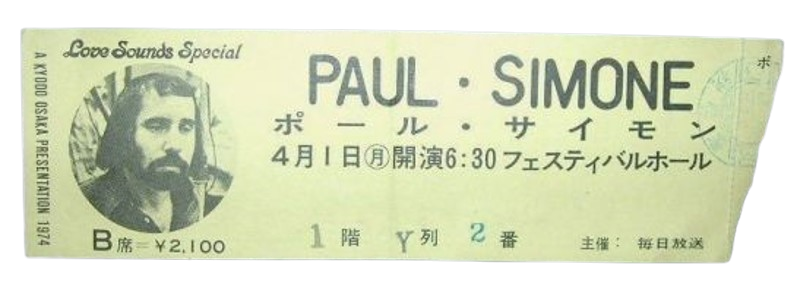 Love Sounds Special
A KYODO OSAKA PRESENTATION 1974
PAUL・SIMONE
ポール・サイモン
4月1日㊊開演6:30フェスティバルホール
B席=¥2,100
1階 Y列 2番
主催: 毎日放送
ポ